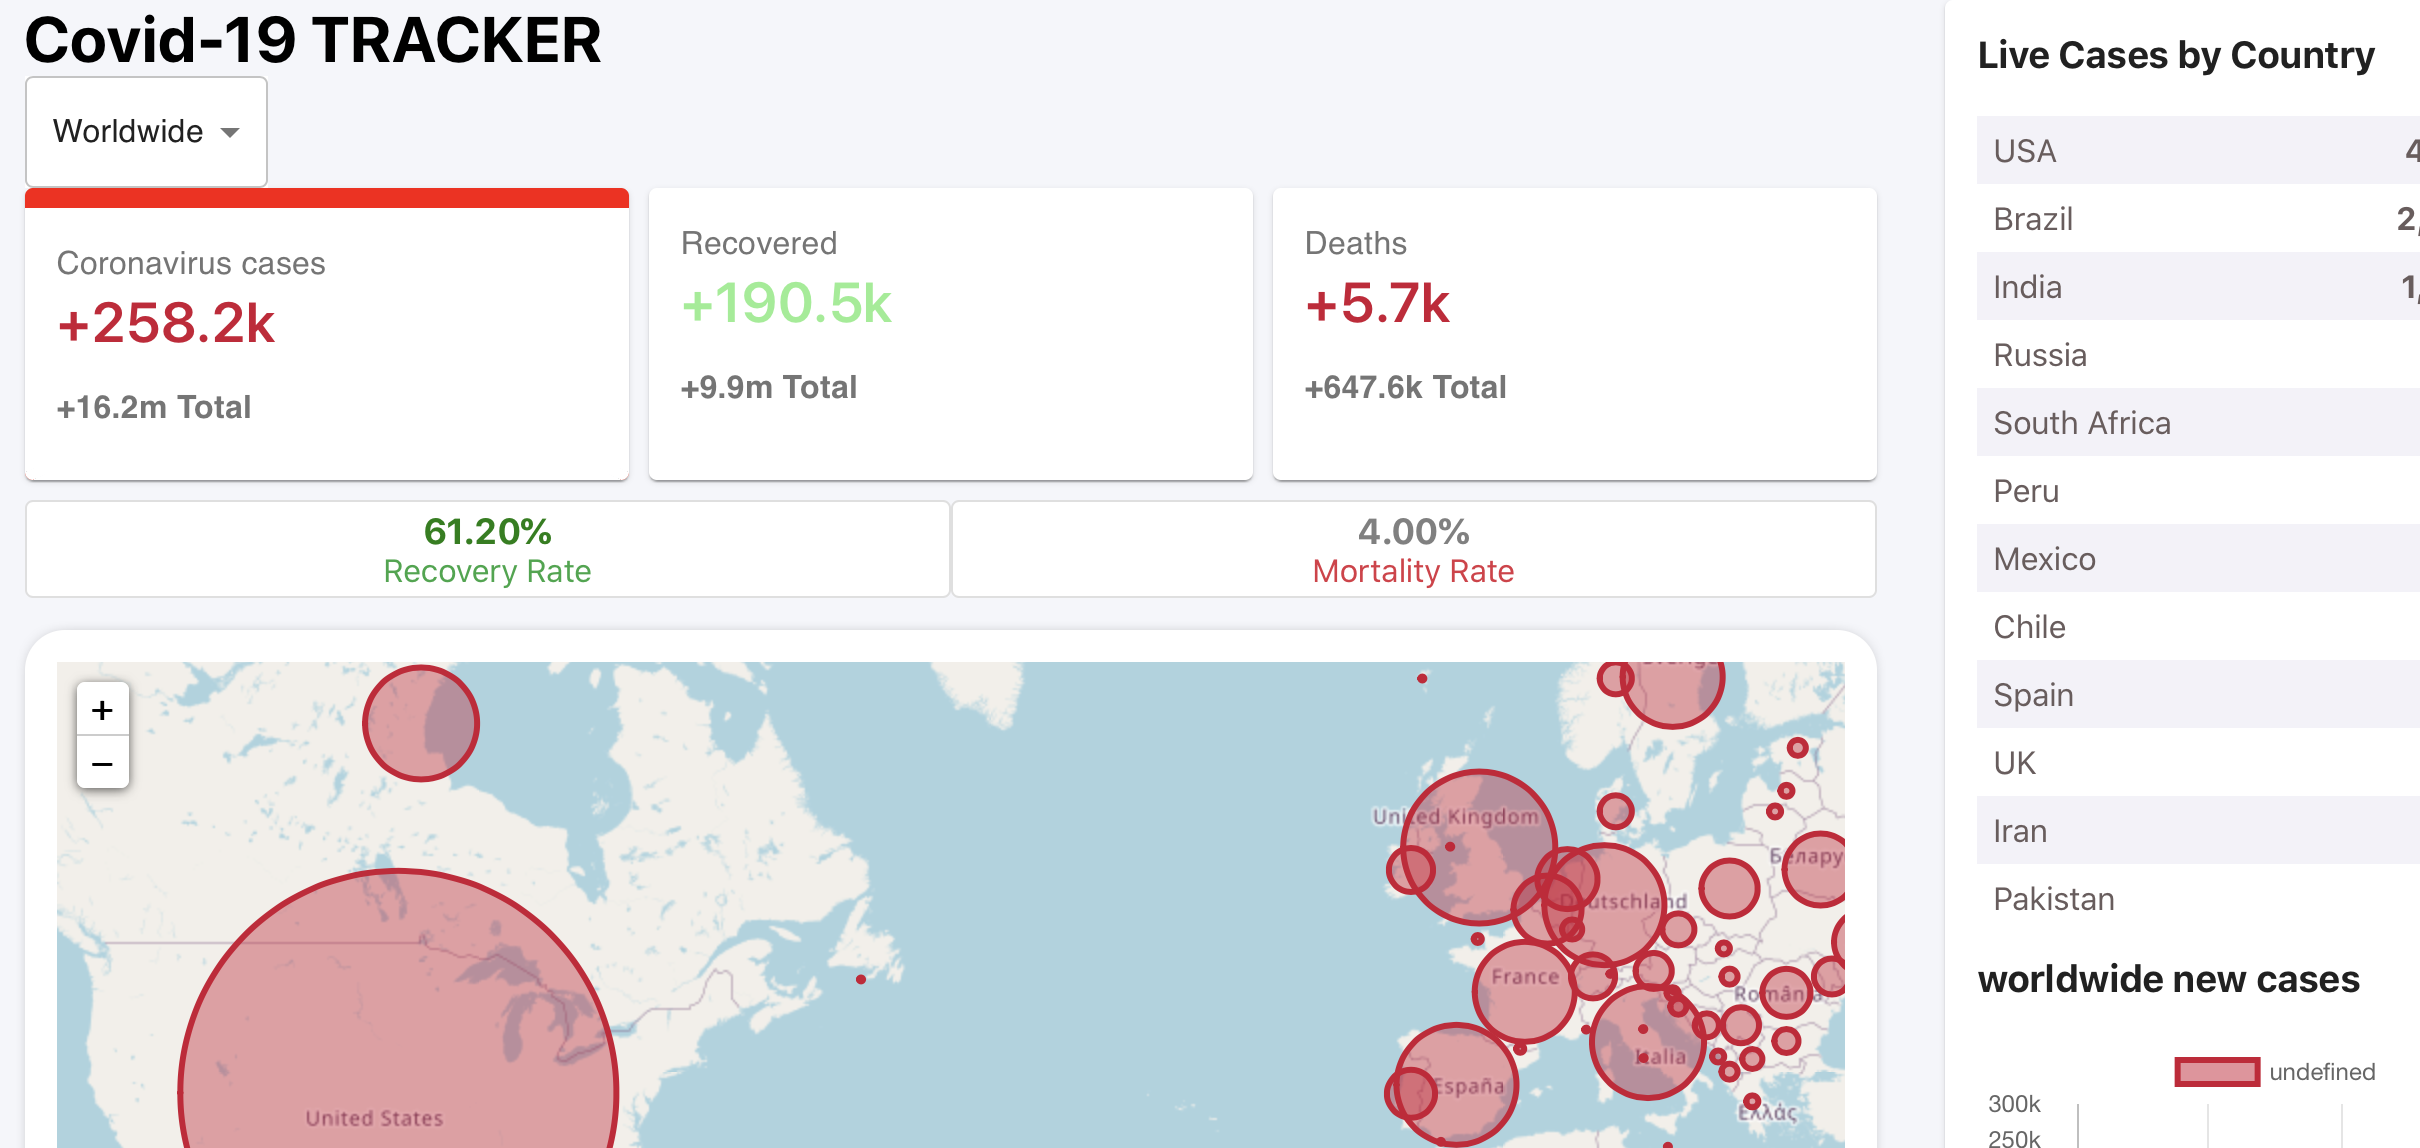 Covid-19 TRACKER
Worldwide
Coronavirus cases
+258.2k
+16.2m Total
Recovered
+190.5k
+9.9m Total
Deaths
+5.7k
+647.6k Total
61.20%
Recovery Rate
4.00%
Mortality Rate
+
−
United Kingdom
Беларусь
Deutschland
France
România
Italia
España
Ελλάς
United States
Live Cases by Country
USA 4
Brazil 2,
India 1,
Russia
South Africa
Peru
Mexico
Chile
Spain
UK
Iran
Pakistan
worldwide new cases
undefined
300k
250k